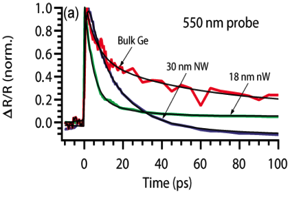 (a)
550 nm probe
ΔR/R (norm.)
1.0
0.8
0.6
0.4
0.2
0.0
Bulk Ge
30 nm NW
18 nm nW
0
20
40
60
80
100
Time (ps)